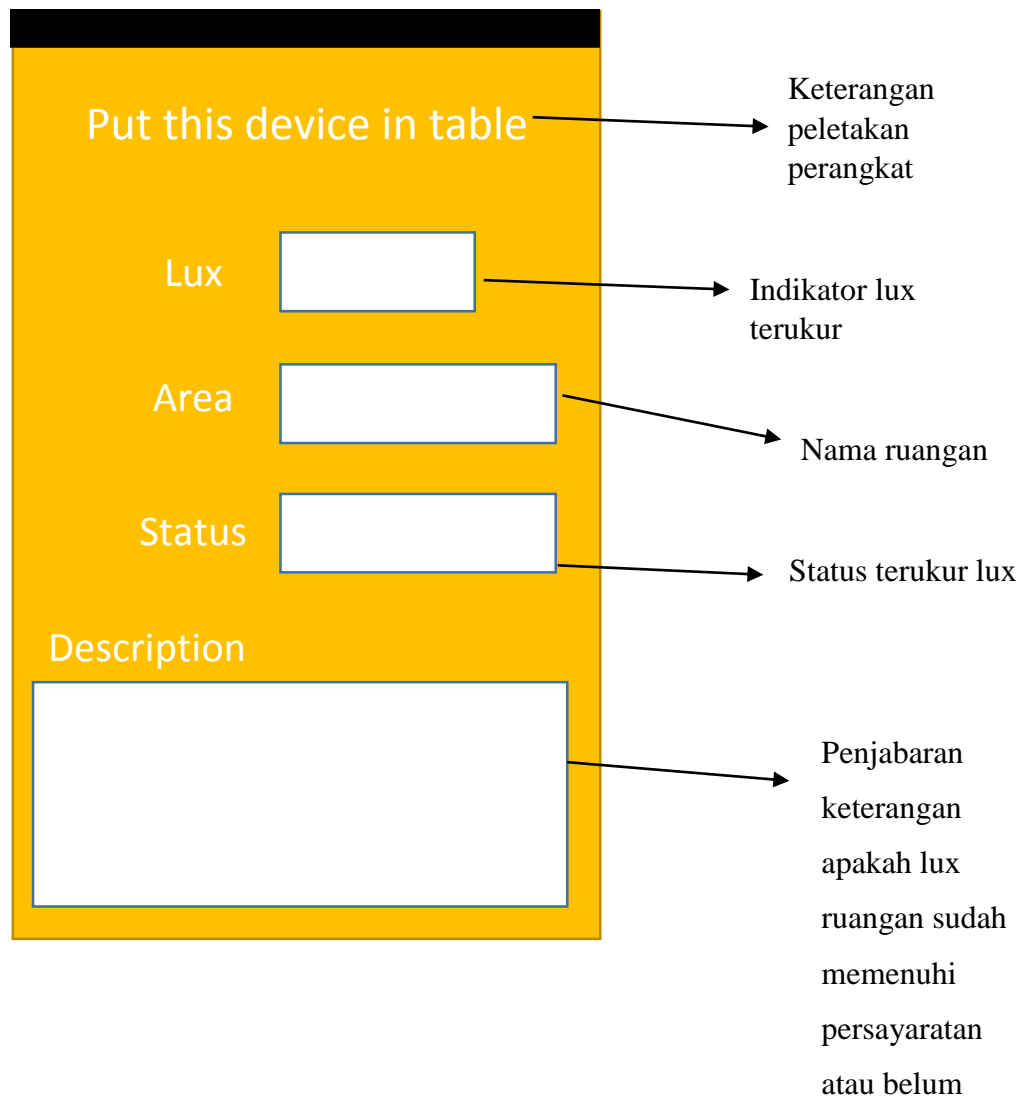 Put this device in table
Keterangan
peletakan
perangkat
Lux
Indikator lux
terukur
Area
Nama ruangan
Status
Status terukur lux
Description
Penjabaran
keterangan
apakah lux
ruangan sudah
memenuhi
persayaratan
atau belum